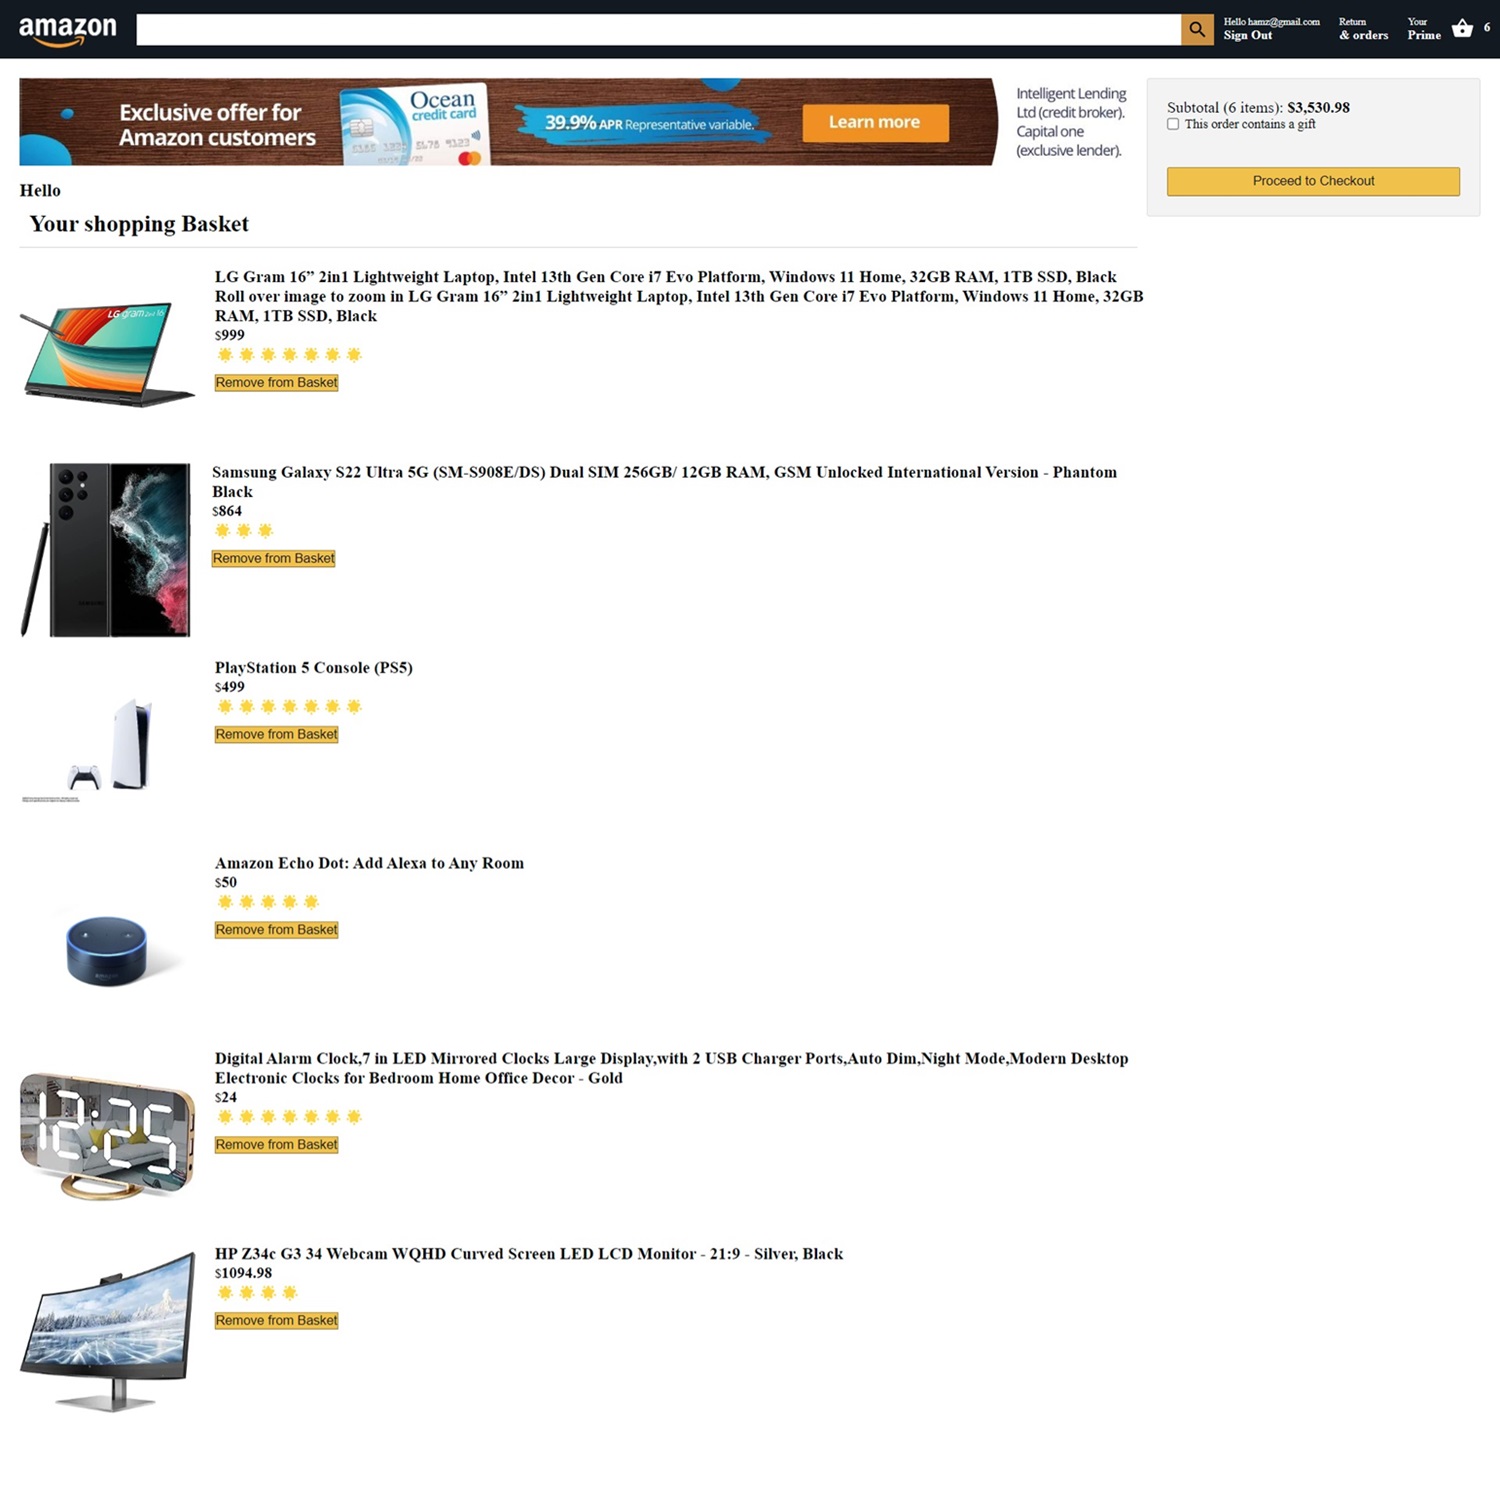 amazon
Hello hamz@gmail.com
Sign Out
Return
& orders
Your
Prime
6
Exclusive offer for
Amazon customers
Ocean
credit card
39.9% APR Representative variable.
Learn more
Intelligent Lending
Ltd (credit broker).
Capital one
(exclusive lender).
Subtotal (6 items): $3,530.98
This order contains a gift
Proceed to Checkout
Hello
Your shopping Basket
LG Gram 16” 2in1 Lightweight Laptop, Intel 13th Gen Core i7 Evo Platform, Windows 11 Home, 32GB RAM, 1TB SSD, Black
Roll over image to zoom in LG Gram 16” 2in1 Lightweight Laptop, Intel 13th Gen Core i7 Evo Platform, Windows 11 Home, 32GB
RAM, 1TB SSD, Black
$999
LG gram 2in1 16
Remove from Basket
Samsung Galaxy S22 Ultra 5G (SM-S908E/DS) Dual SIM 256GB/ 12GB RAM, GSM Unlocked International Version - Phantom
Black
$864
Remove from Basket
SAMSUNG
PlayStation 5 Console (PS5)
$499
Remove from Basket
Amazon Echo Dot: Add Alexa to Any Room
$50
Remove from Basket
amazon
Digital Alarm Clock,7 in LED Mirrored Clocks Large Display,with 2 USB Charger Ports,Auto Dim,Night Mode,Modern Desktop
Electronic Clocks for Bedroom Home Office Decor - Gold
$24
12:25
Remove from Basket
HP Z34c G3 34 Webcam WQHD Curved Screen LED LCD Monitor - 21:9 - Silver, Black
$1094.98
Remove from Basket